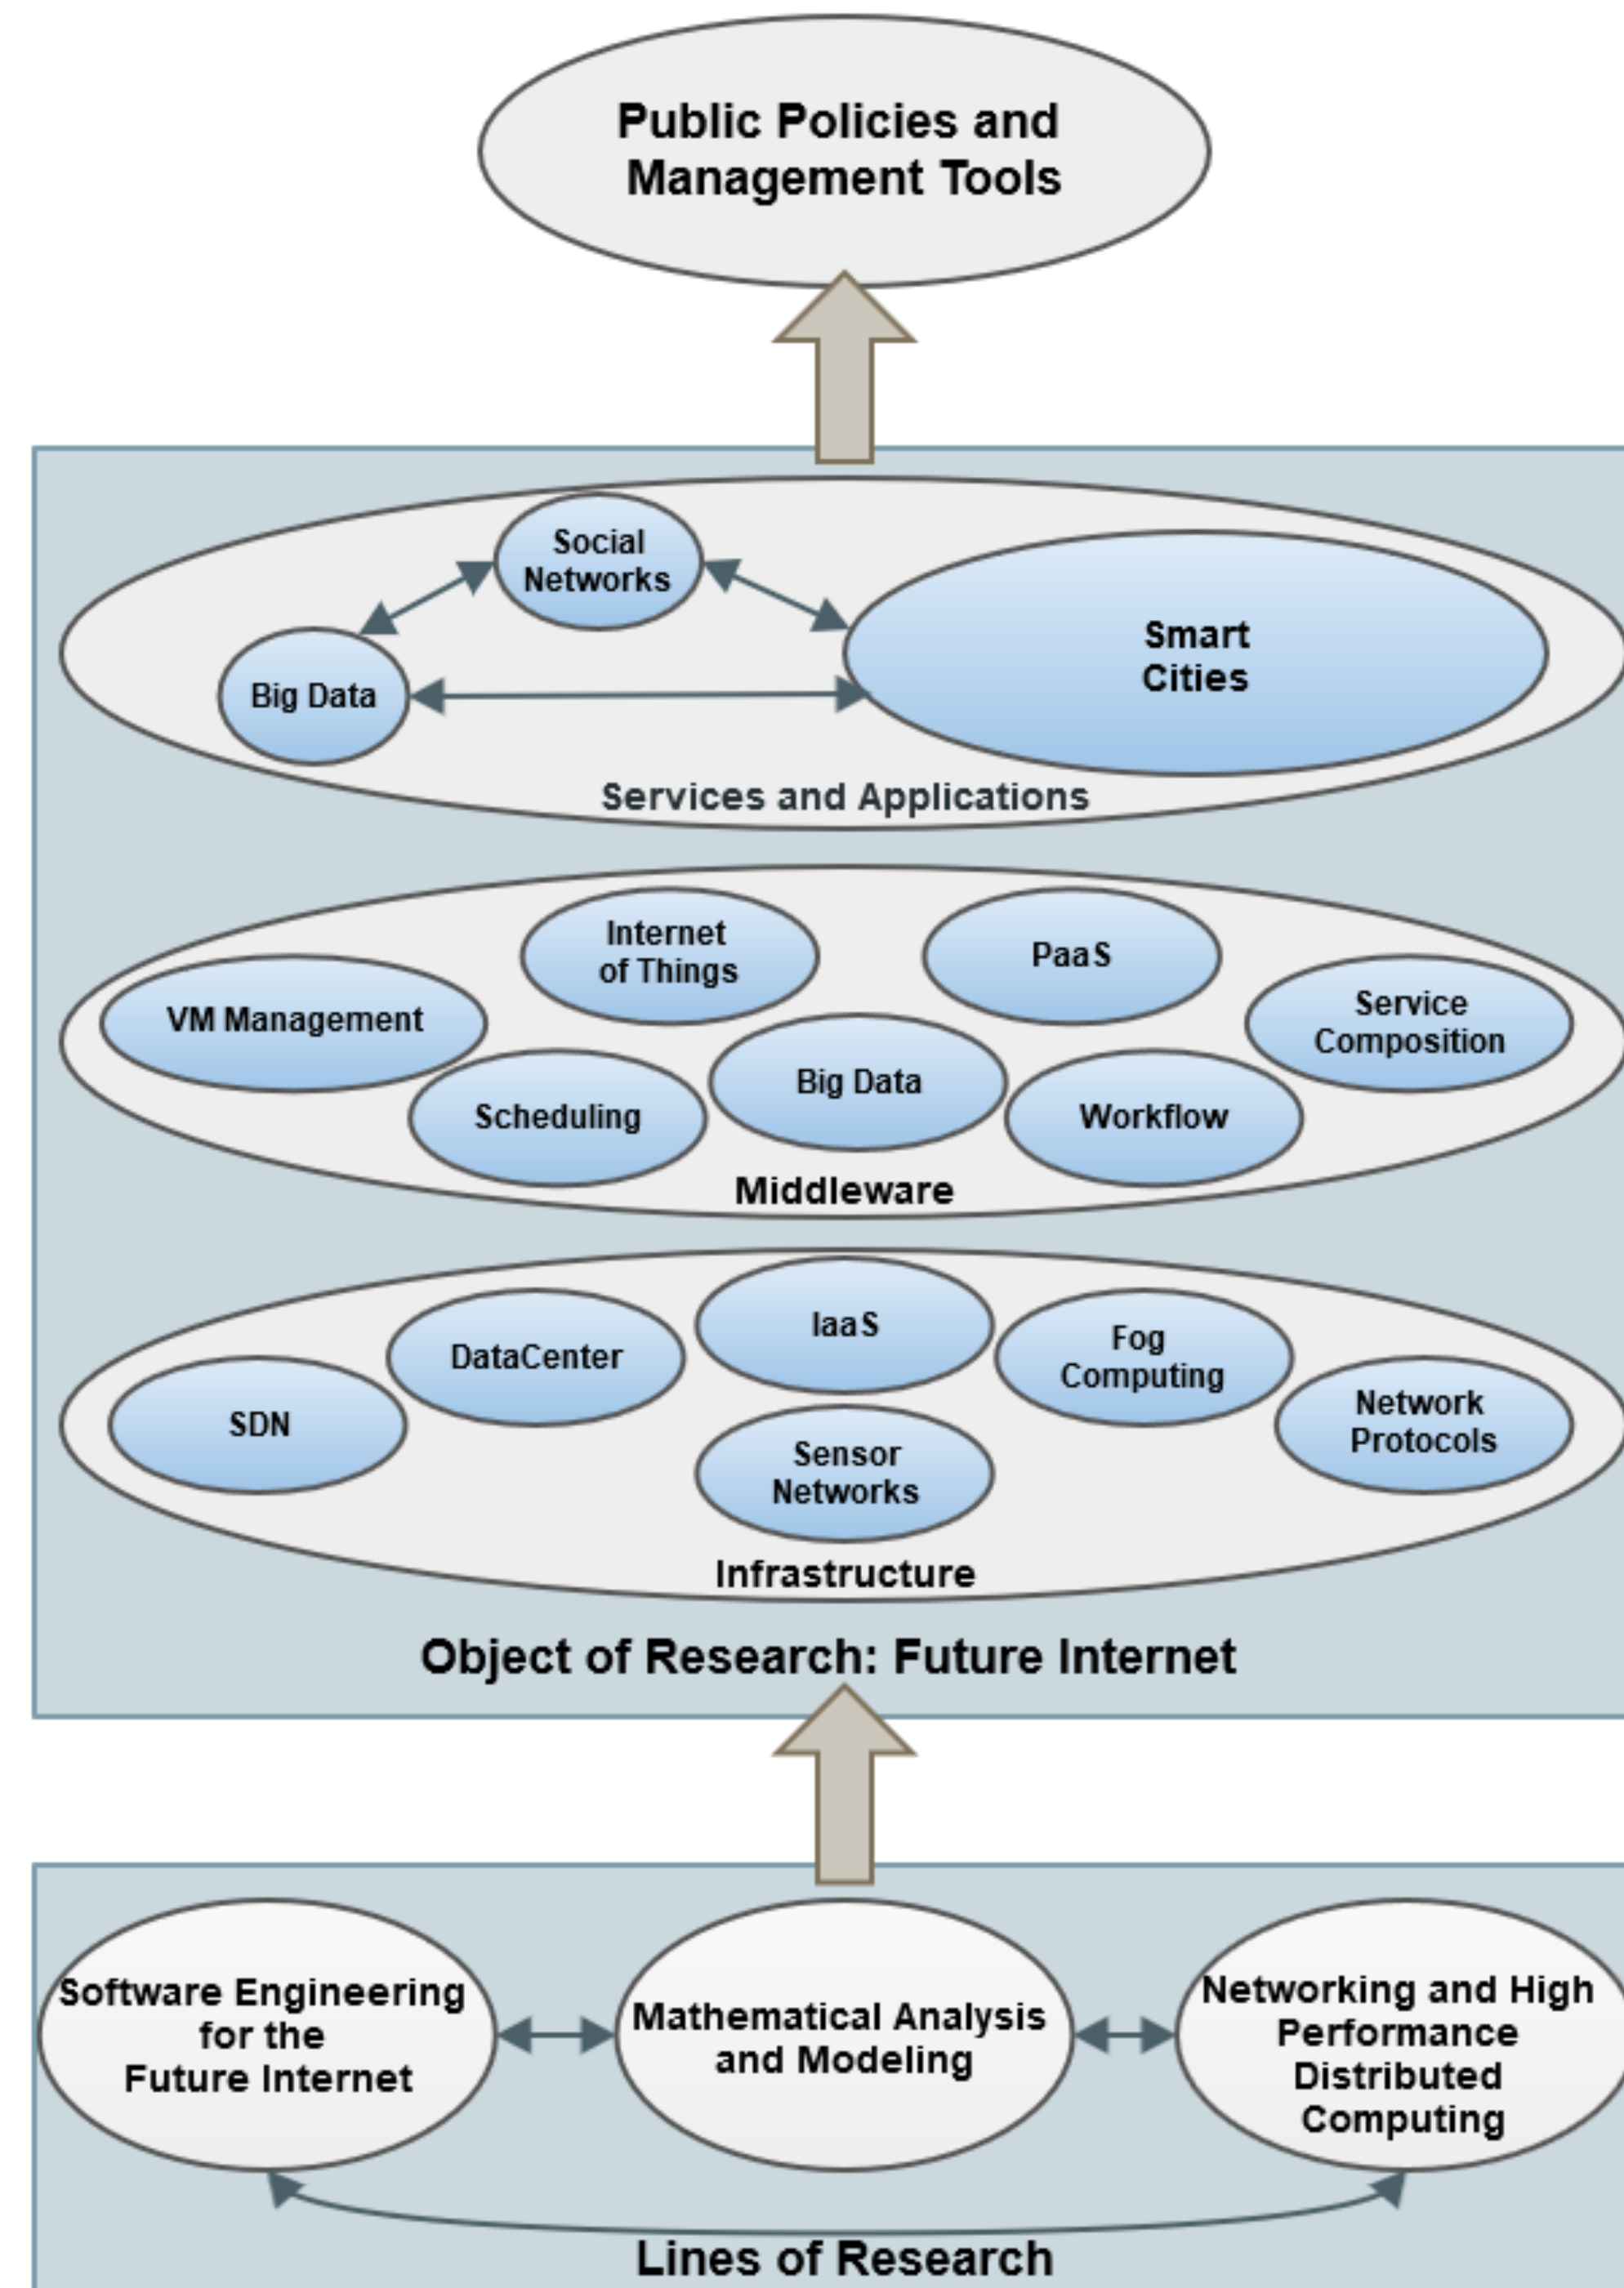 Public Policies and
Management Tools
Social
Networks
Smart
Cities
Big Data
Services and Applications
Internet
of Things
PaaS
VM Management
Service
Composition
Big Data
Scheduling
Workflow
Middleware
IaaS
DataCenter
Fog
Computing
SDN
Network
Protocols
Sensor
Networks
Infrastructure
Object of Research: Future Internet
Software Engineering
for the
Future Internet
Mathematical Analysis
and Modeling
Networking and High
Performance
Distributed
Computing
Lines of Research